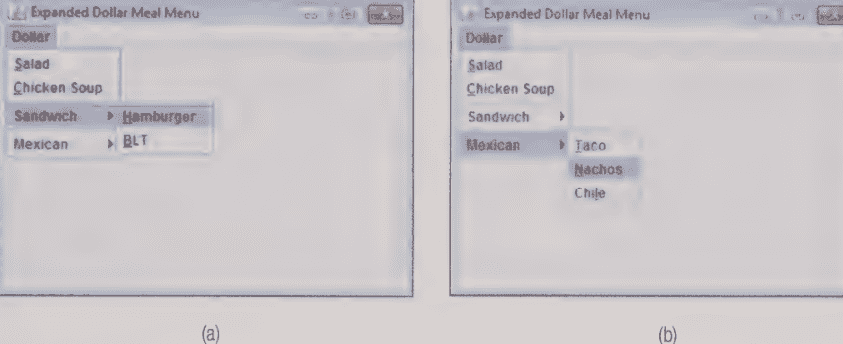 Expanded Dollar Meal Menu
Dollar
Salad
Chicken Soup
Sandwich
Hamburger
Mexican
BLT
(a)
Expanded Dollar Meal Menu
Dollar
Salad
Chicken Soup
Sandwich
Mexican
Taco
Nachos
Chile
(b)